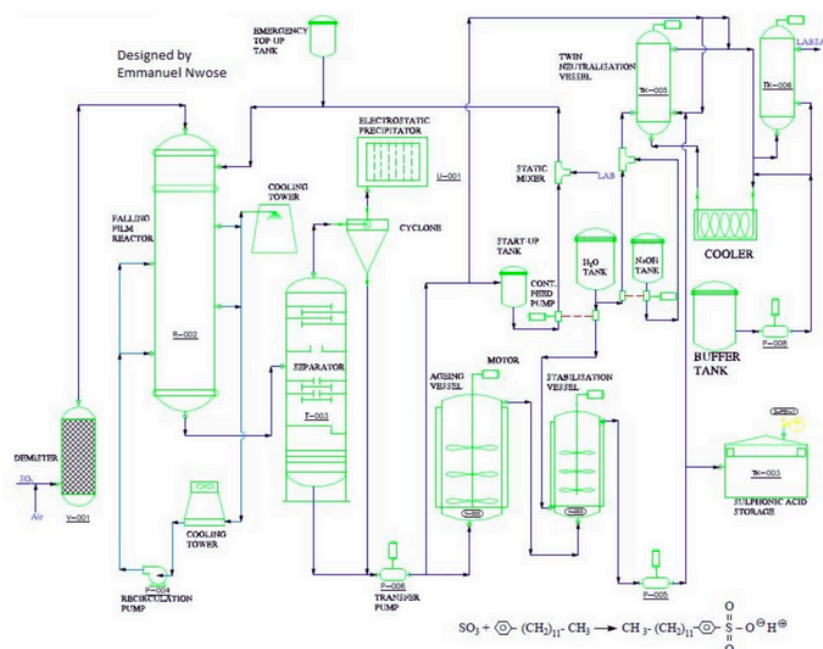 Designed by
Emmanuel Nwose
EMERGENCY
TOP-UP
TANK
TWIN
NEUTRALISATION
VESSEL
TK-005
TK-006
ELECTROSTATIC
PRECIPITATOR
U-001
STATIC
MIXER
LAB
FALLING
FILM
REACTOR
COOLING
TOWER
CYCLONE
START-UP
TANK
H₂O
TANK
NaOH
TANK
COOLER
CONT.
FEED
PUMP
R-002
SEPARATOR
T-003
AGEING
VESSEL
MOTOR
STABILISATION
VESSEL
BUFFER
TANK
P-008
DEMISTER
SO₃
Air
V-001
COOLING
TOWER
TK-003
SULPHONIC ACID
STORAGE
P-004
RECIRCULATION
PUMP
P-006
TRANSFER
PUMP
P-005
SO₃ + -(CH₂)₁₁-CH₃ → CH₃-(CH₂)₁₁- S-O⊖H⊕
O
O